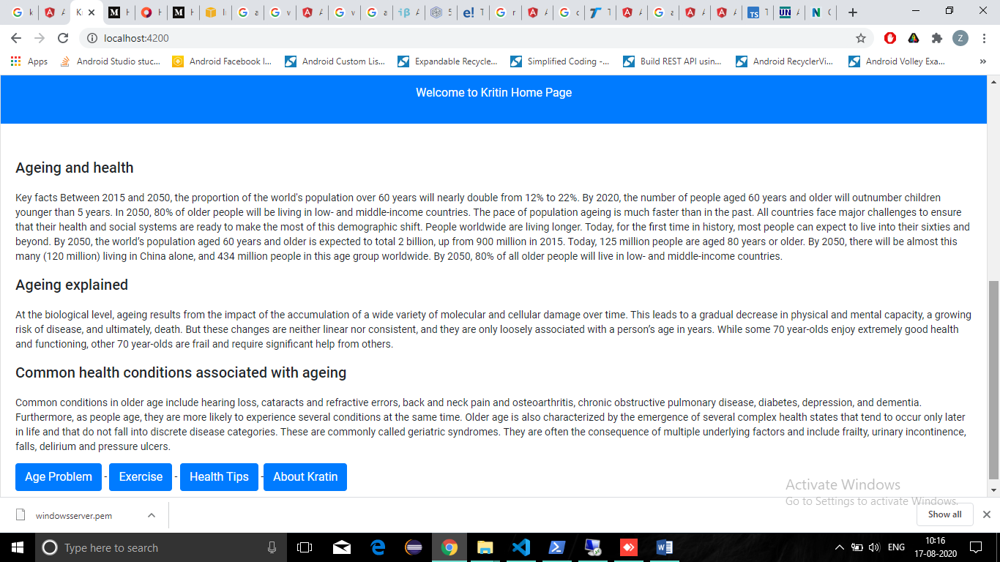 localhost:4200
Apps
Android Studio stuc...
Android Facebook I...
Android Custom Lis...
Expandable Recycle...
Simplified Coding -...
Build REST API usin...
Android RecyclerVi...
Android Volley Exa...
Welcome to Kritin Home Page
Ageing and health
Key facts Between 2015 and 2050, the proportion of the world's population over 60 years will nearly double from 12% to 22%. By 2020, the number of people aged 60 years and older will outnumber children
younger than 5 years. In 2050, 80% of older people will be living in low- and middle-income countries. The pace of population ageing is much faster than in the past. All countries face major challenges to ensure
that their health and social systems are ready to make the most of this demographic shift. People worldwide are living longer. Today, for the first time in history, most people can expect to live into their sixties and
beyond. By 2050, the world's population aged 60 years and older is expected to total 2 billion, up from 900 million in 2015. Today, 125 million people are aged 80 years or older. By 2050, there will be almost this
many (120 million) living in China alone, and 434 million people in this age group worldwide. By 2050, 80% of all older people will live in low- and middle-income countries.
Ageing explained
At the biological level, ageing results from the impact of the accumulation of a wide variety of molecular and cellular damage over time. This leads to a gradual decrease in physical and mental capacity, a growing
risk of disease, and ultimately, death. But these changes are neither linear nor consistent, and they are only loosely associated with a person's age in years. While some 70 year-olds enjoy extremely good health
and functioning, other 70 year-olds are frail and require significant help from others.
Common health conditions associated with ageing
Common conditions in older age include hearing loss, cataracts and refractive errors, back and neck pain and osteoarthritis, chronic obstructive pulmonary disease, diabetes, depression, and dementia.
Furthermore, as people age, they are more likely to experience several conditions at the same time. Older age is also characterized by the emergence of several complex health states that tend to occur only later
in life and that do not fall into discrete disease categories. These are commonly called geriatric syndromes. They are often the consequence of multiple underlying factors and include frailty, urinary incontinence,
falls, delirium and pressure ulcers.
Age Problem - Exercise - Health Tips - About Kratin
Activate Windows
Go to Settings to activate Windows.
windowsserver.pem
Show all
Type here to search
ENG
10:16
17-08-2020